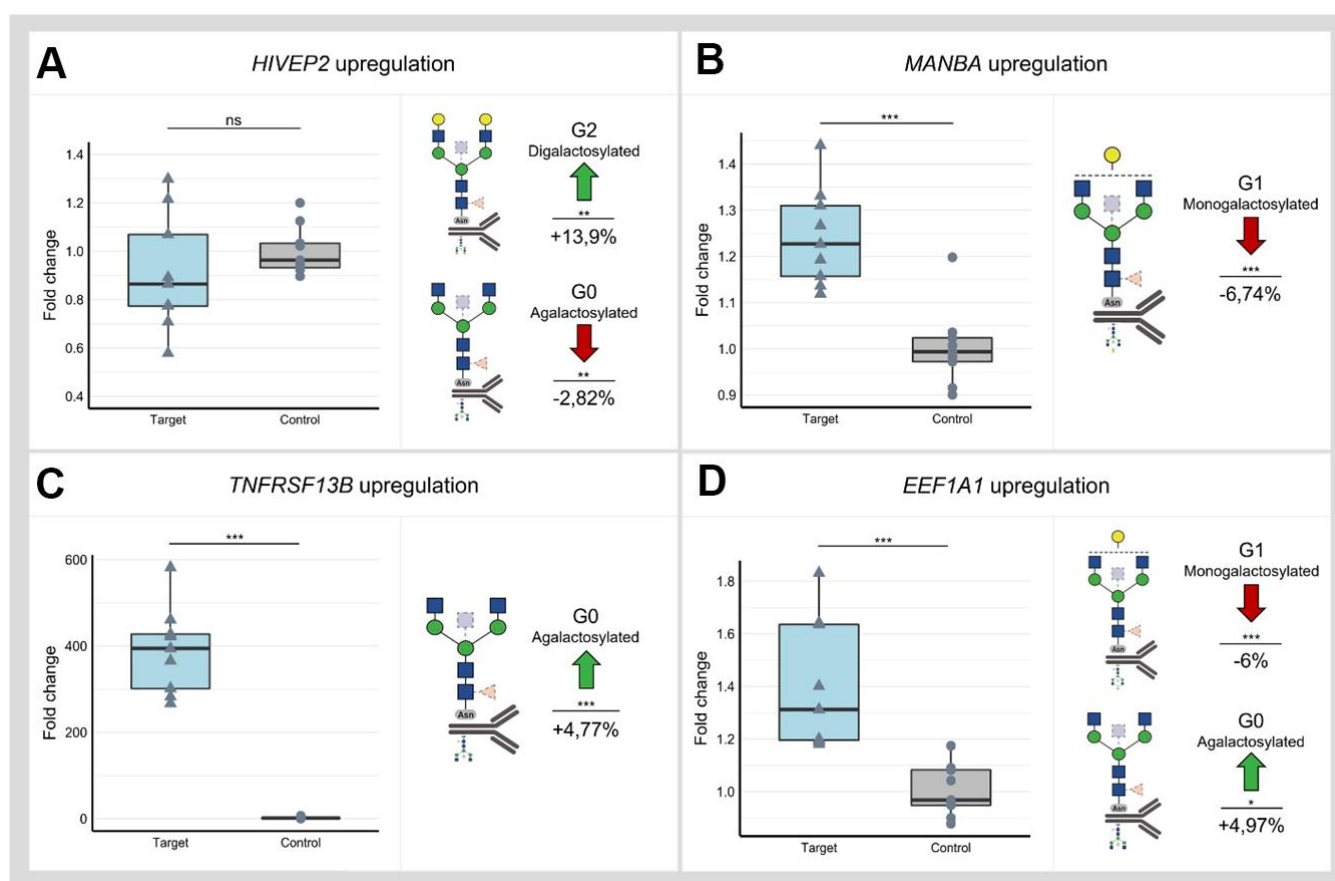 A
HIVEP2 upregulation
ns
Fold change
1.4
1.2
1.0
0.8
0.6
0.4
Target
Control
Asn
G2
Digalactosylated
**
+13,9%
Asn
G0
Agalactosylated
**
-2,82%
B
MANBA upregulation
***
Fold change
1.4
1.3
1.2
1.1
1.0
0.9
Target
Control
Asn
G1
Monogalactosylated
***
-6,74%
C
TNFRSF13B upregulation
***
Fold change
600
400
200
0
Target
Control
Asn
G0
Agalactosylated
***
+4,77%
D
EEF1A1 upregulation
***
Fold change
1.8
1.6
1.4
1.2
1.0
Target
Control
Asn
G1
Monogalactosylated
***
-6%
Asn
G0
Agalactosylated
*
+4,97%